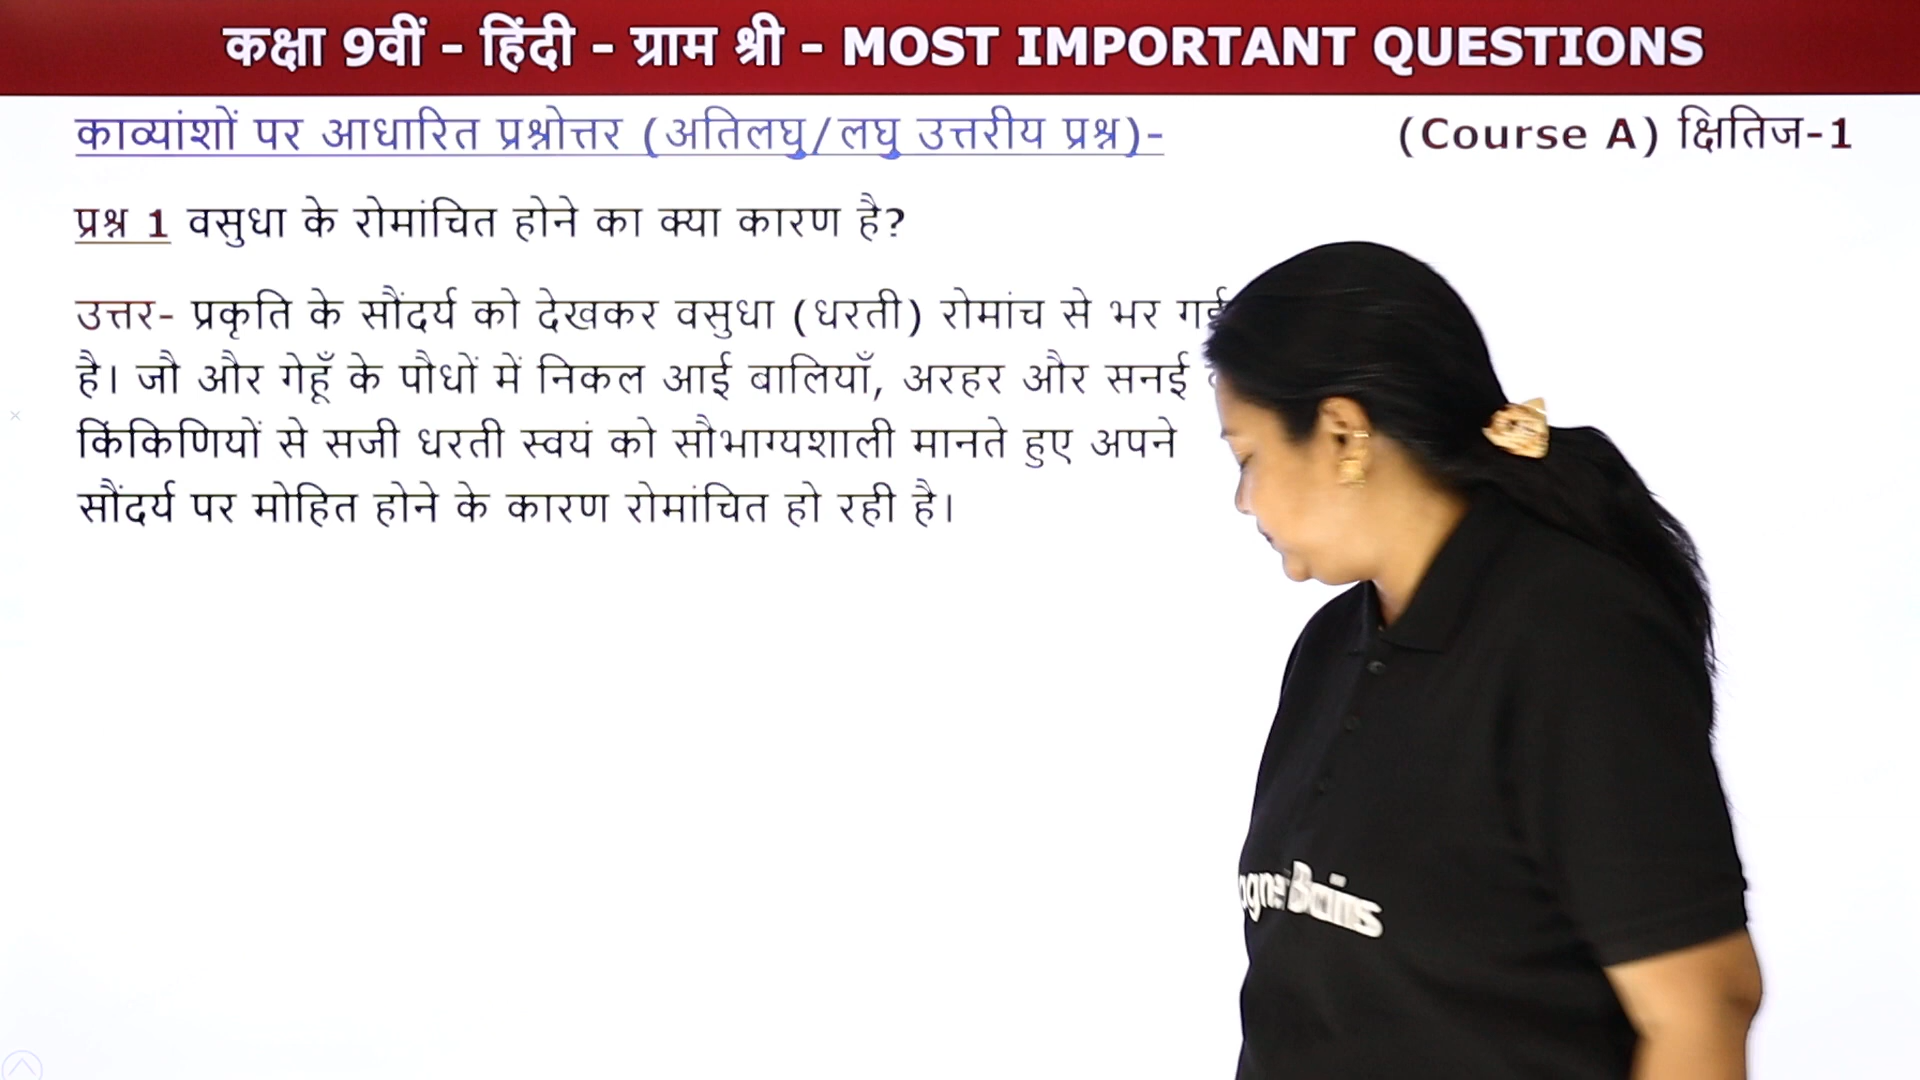 कक्षा 9वीं - हिंदी - ग्राम श्री - MOST IMPORTANT QUESTIONS
काव्यांशों पर आधारित प्रश्नोत्तर (अतिलघु/लघु उत्तरीय प्रश्न)-
(Course A) क्षितिज-1
प्रश्न 1 वसुधा के रोमांचित होने का क्या कारण है?
उत्तर- प्रकृति के सौंदर्य को देखकर वसुधा (धरती) रोमांच से भर गई
है। जौ और गेहूँ के पौधों में निकल आई बालियाँ, अरहर और सनई
किंकिणियों से सजी धरती स्वयं को सौभाग्यशाली मानते हुए अपने
सौंदर्य पर मोहित होने के कारण रोमांचित हो रही है।
Brains